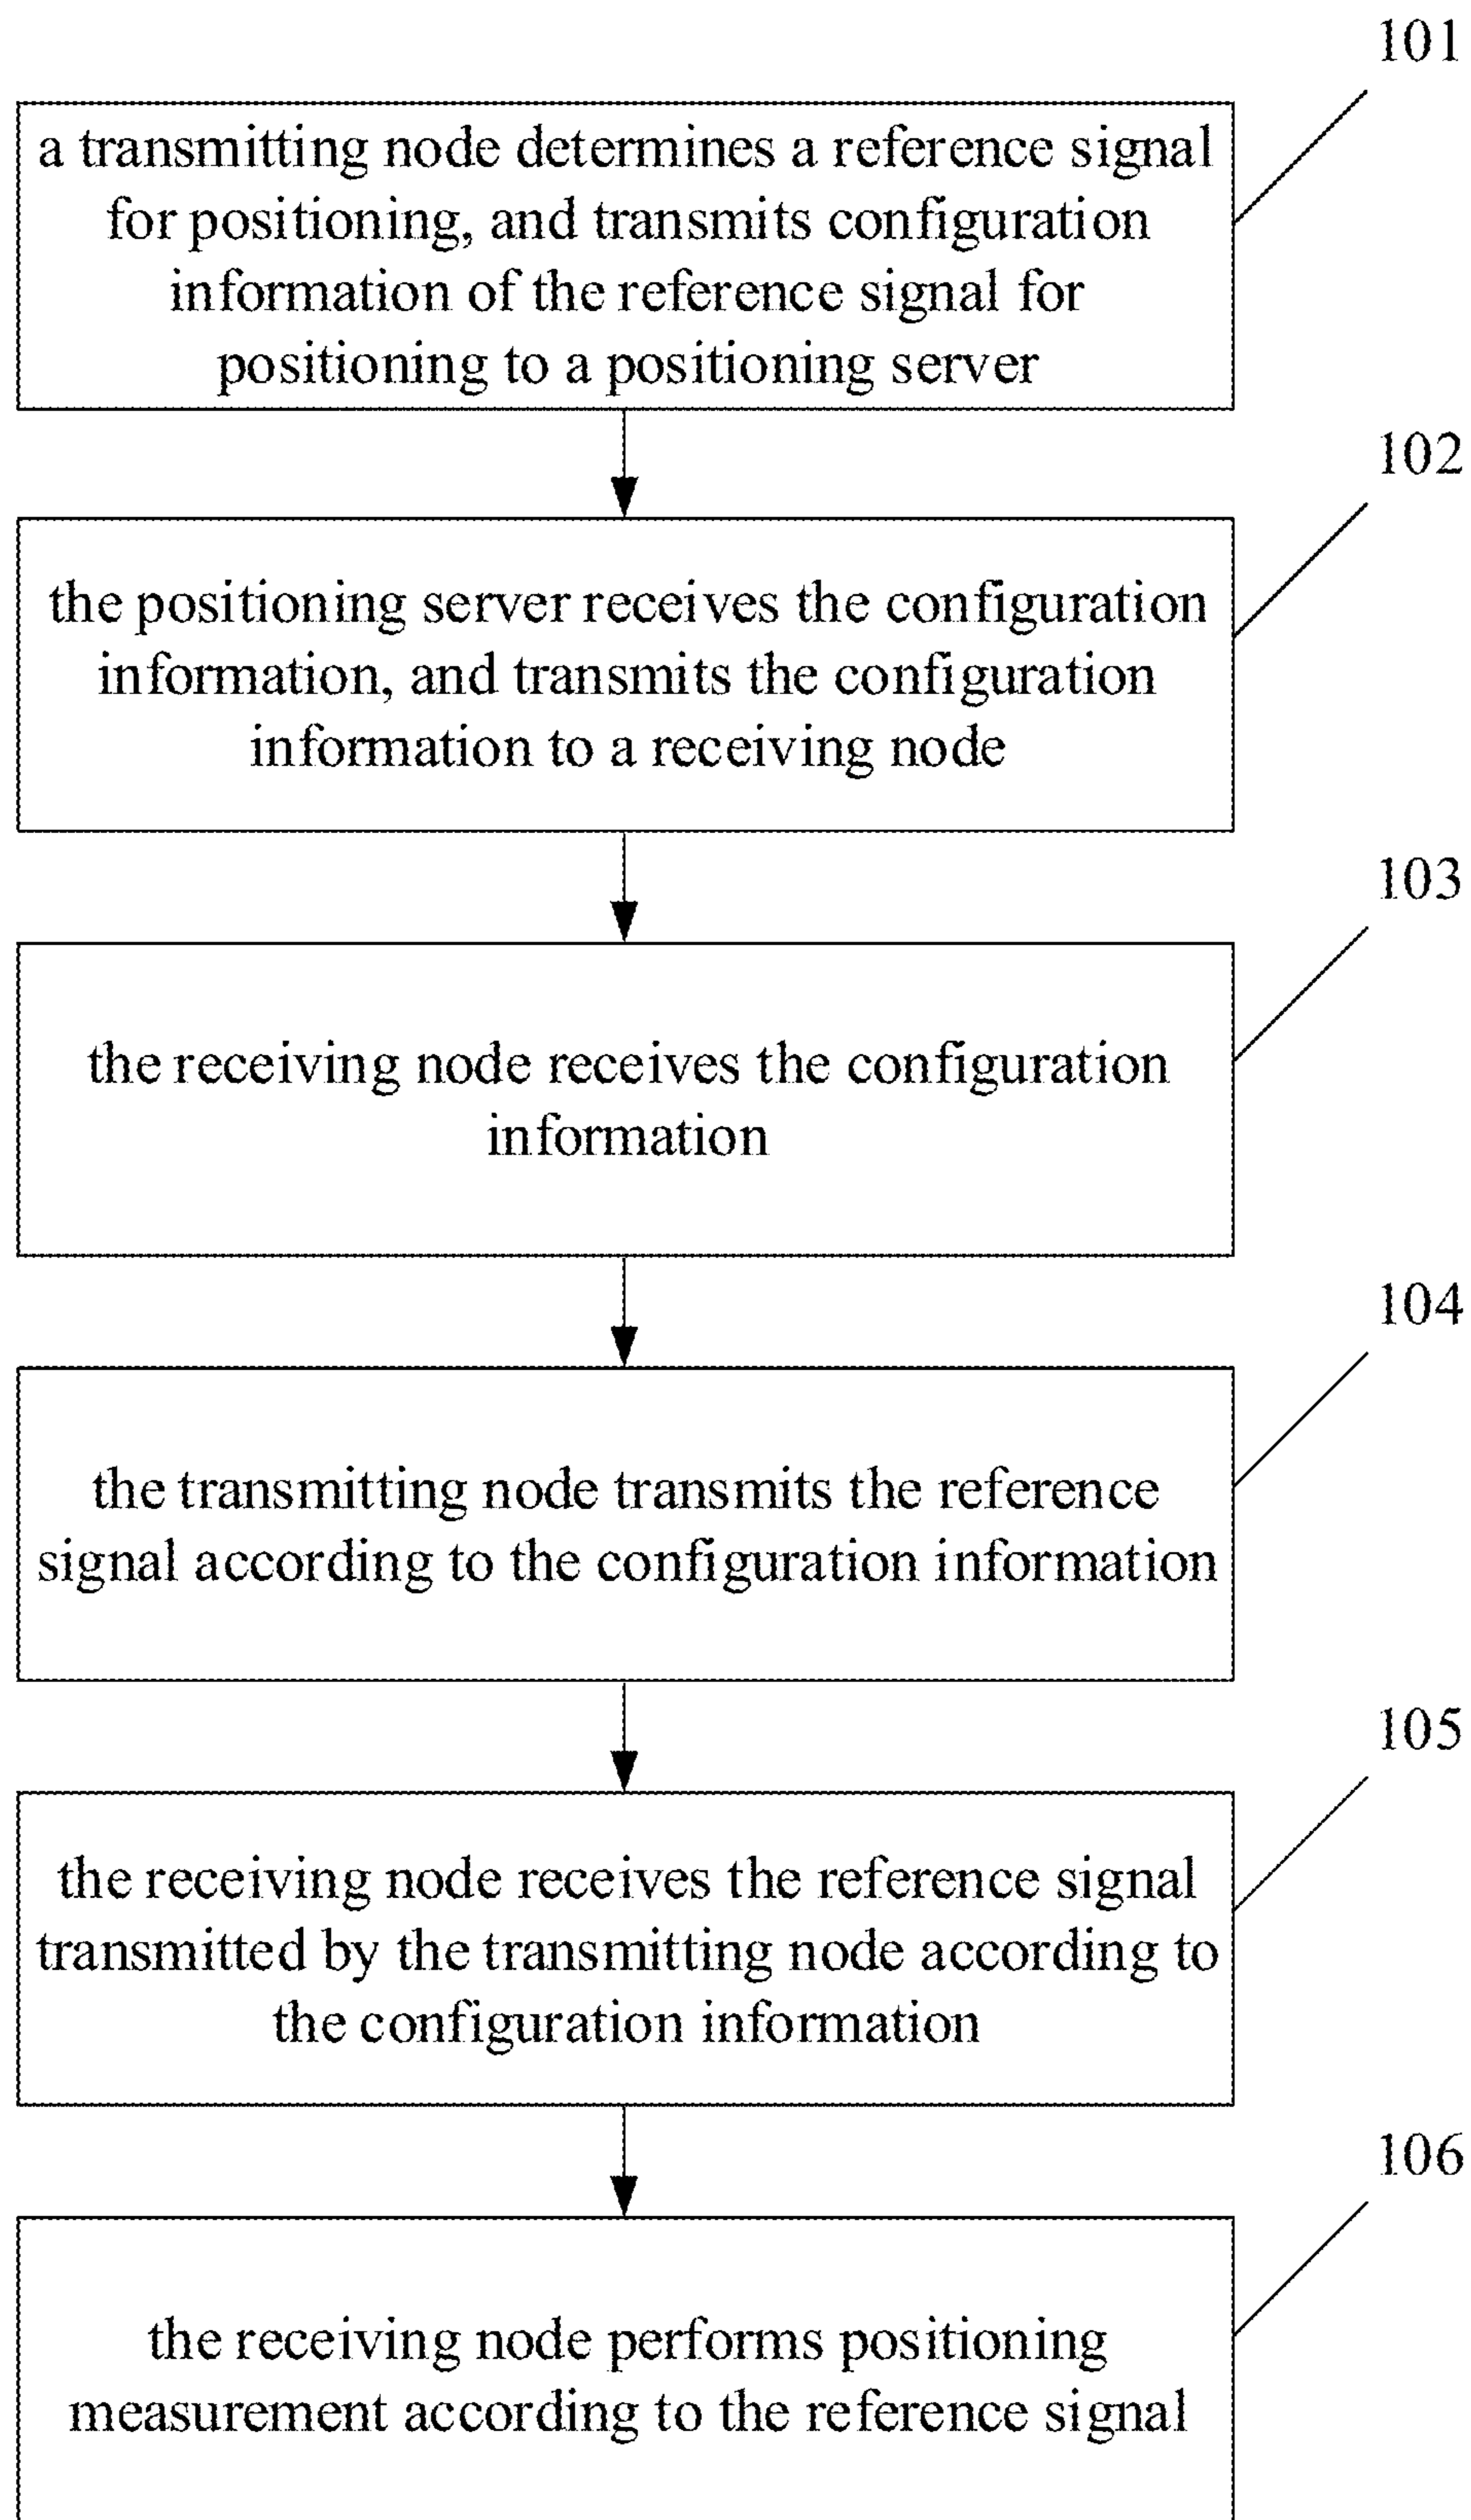 101
a transmitting node determines a reference signal
for positioning, and transmits configuration
information of the reference signal for
positioning to a positioning server
102
the positioning server receives the configuration
information, and transmits the configuration
information to a receiving node
103
the receiving node receives the configuration
information
104
the transmitting node transmits the reference
signal according to the configuration information
105
the receiving node receives the reference signal
transmitted by the transmitting node according to
the configuration information
106
the receiving node performs positioning
measurement according to the reference signal